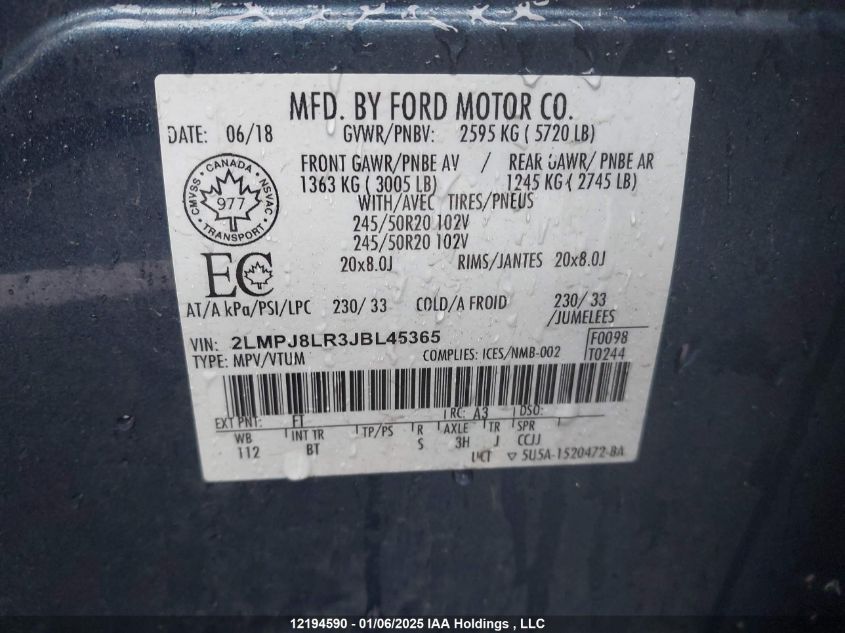 MFD. BY FORD MOTOR CO.
DATE: 06/18 GVWR/PNBV: 2595 KG ( 5720 LB)
FRONT GAWR/PNBE AV / REAR GAWR/ PNBE AR
1363 KG ( 3005 LB) 1245 KG ( 2745 LB)
WITH/AVEC TIRES/PNEUS
245/50R20 102V
245/50R20 102V
20x8.0J RIMS/JANTES 20x8.0J
CANADA
CMVSS 977 NSVAC
TRANSPORT
EC
AT/A kPa/PSI/LPC 230/ 33 COLD/A FROID 230/ 33
/JUMELEES
VIN: 2LMPJ8LR3JBL45365 F0098
TYPE: MPV/VTUM COMPLIES: ICES/NMB-002 T0244
EXT PNT: FT RC: A3 DSO:
WB INT TR TP/PS R AXLE TR SPR
112 BT S 3H J CCJJ
5U5A-1520472-BA
12194590 - 01/06/2025 IAA Holdings , LLC